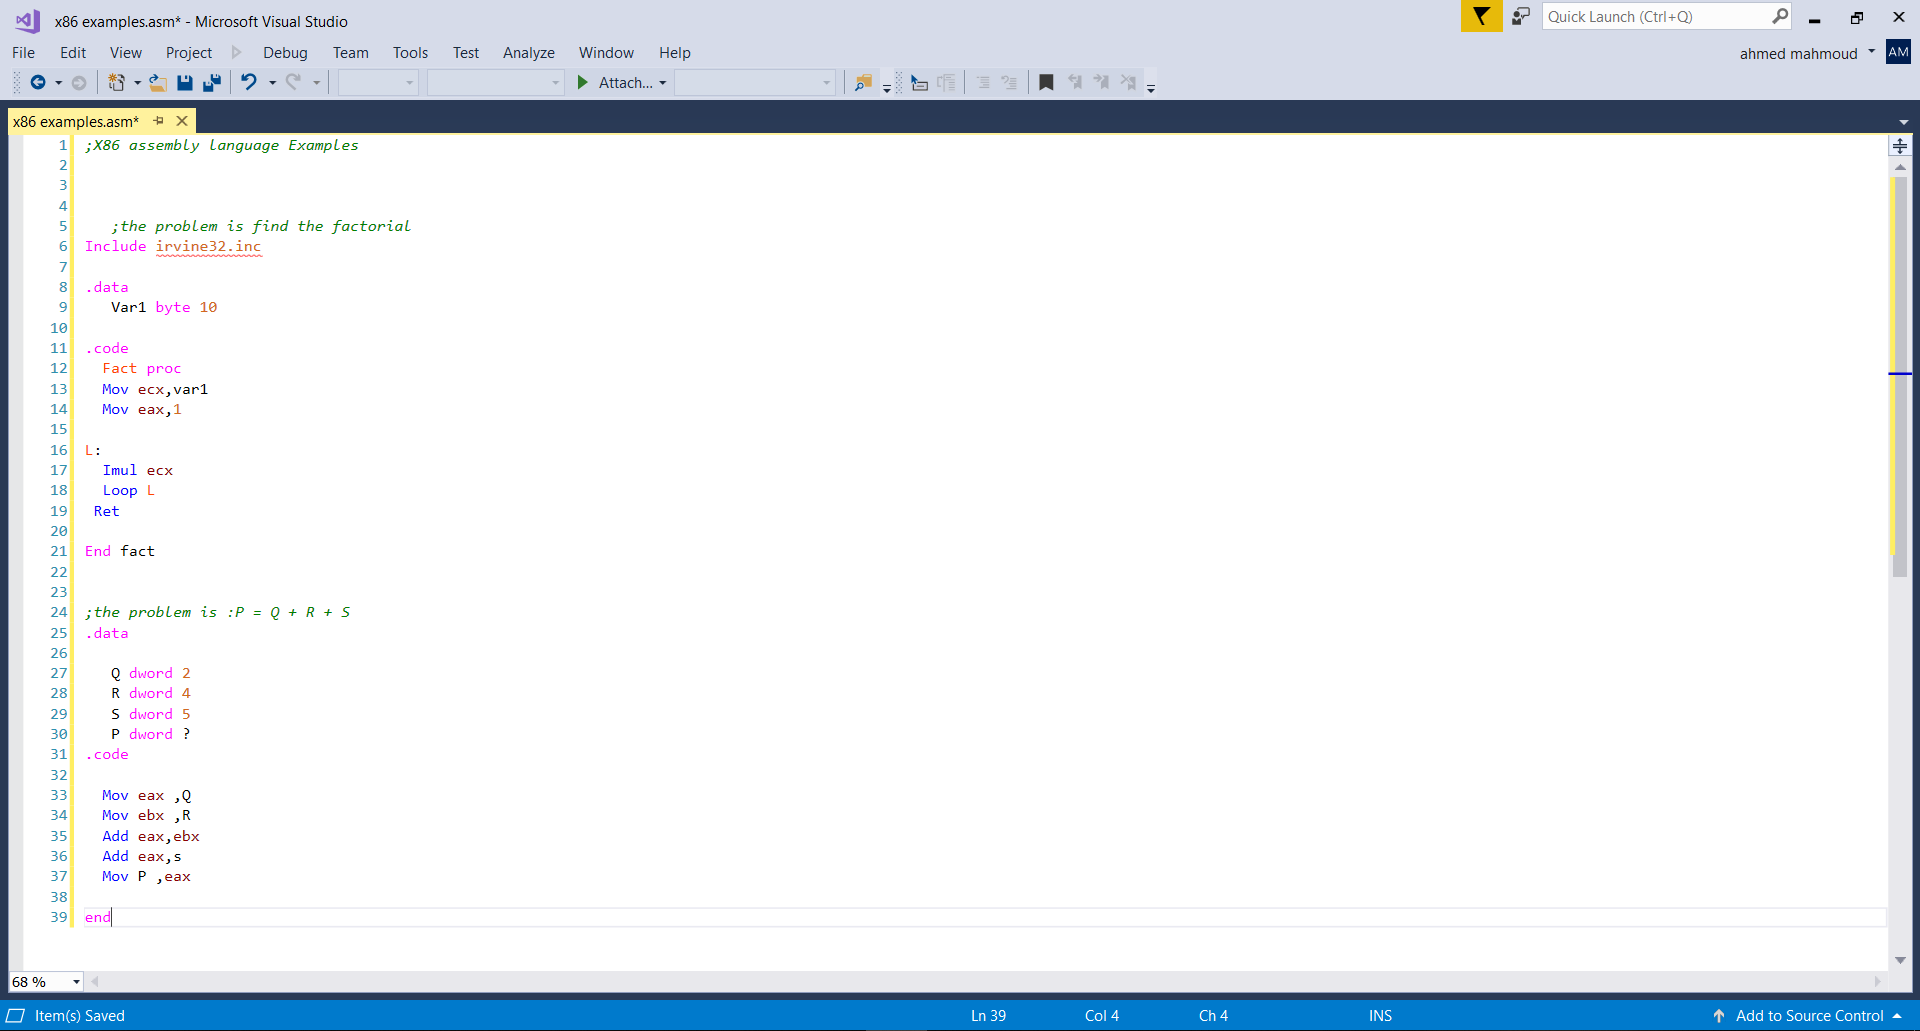 x86 examples.asm* - Microsoft Visual Studio
Quick Launch (Ctrl+Q)
File Edit View Project Debug Team Tools Test Analyze Window Help
ahmed mahmoud AM
Attach...
x86 examples.asm*
1 ;X86 assembly language Examples
2
3
4
5 ;the problem is find the factorial
6 Include irvine32.inc
7
8 .data
9 Var1 byte 10
10
11 .code
12 Fact proc
13 Mov ecx,var1
14 Mov eax,1
15
16 L:
17 Imul ecx
18 Loop L
19 Ret
20
21 End fact
22
23
24 ;the problem is :P = Q + R + S
25 .data
26
27 Q dword 2
28 R dword 4
29 S dword 5
30 P dword ?
31 .code
32
33 Mov eax ,Q
34 Mov ebx ,R
35 Add eax,ebx
36 Add eax,s
37 Mov P ,eax
38
39 end
68 %
Item(s) Saved Ln 39 Col 4 Ch 4 INS Add to Source Control